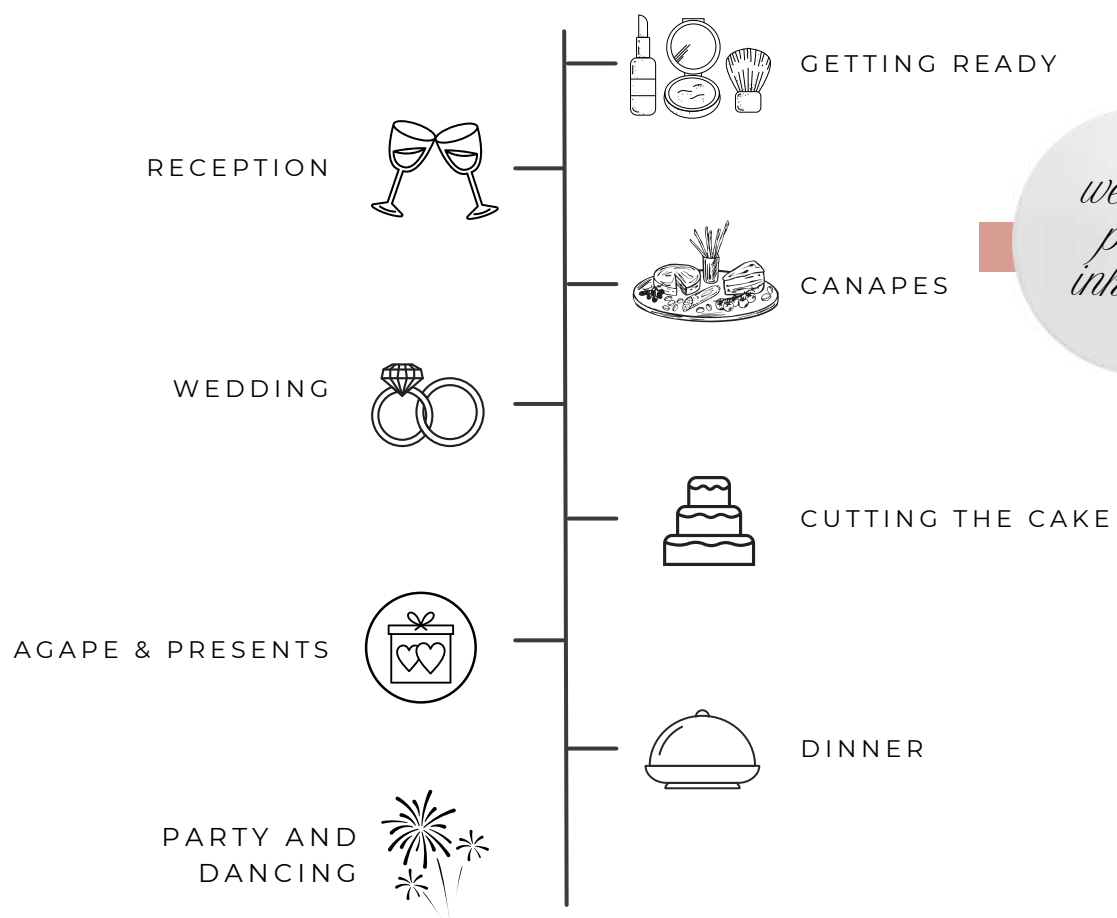 GETTING READY
RECEPTION
CANAPES
WEDDING
CUTTING THE CAKE
AGAPE & PRESENTS
DINNER
PARTY AND
DANCING